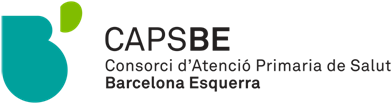 CAPSBE
Consorci d'Atenció Primaria de Salut
Barcelona Esquerra